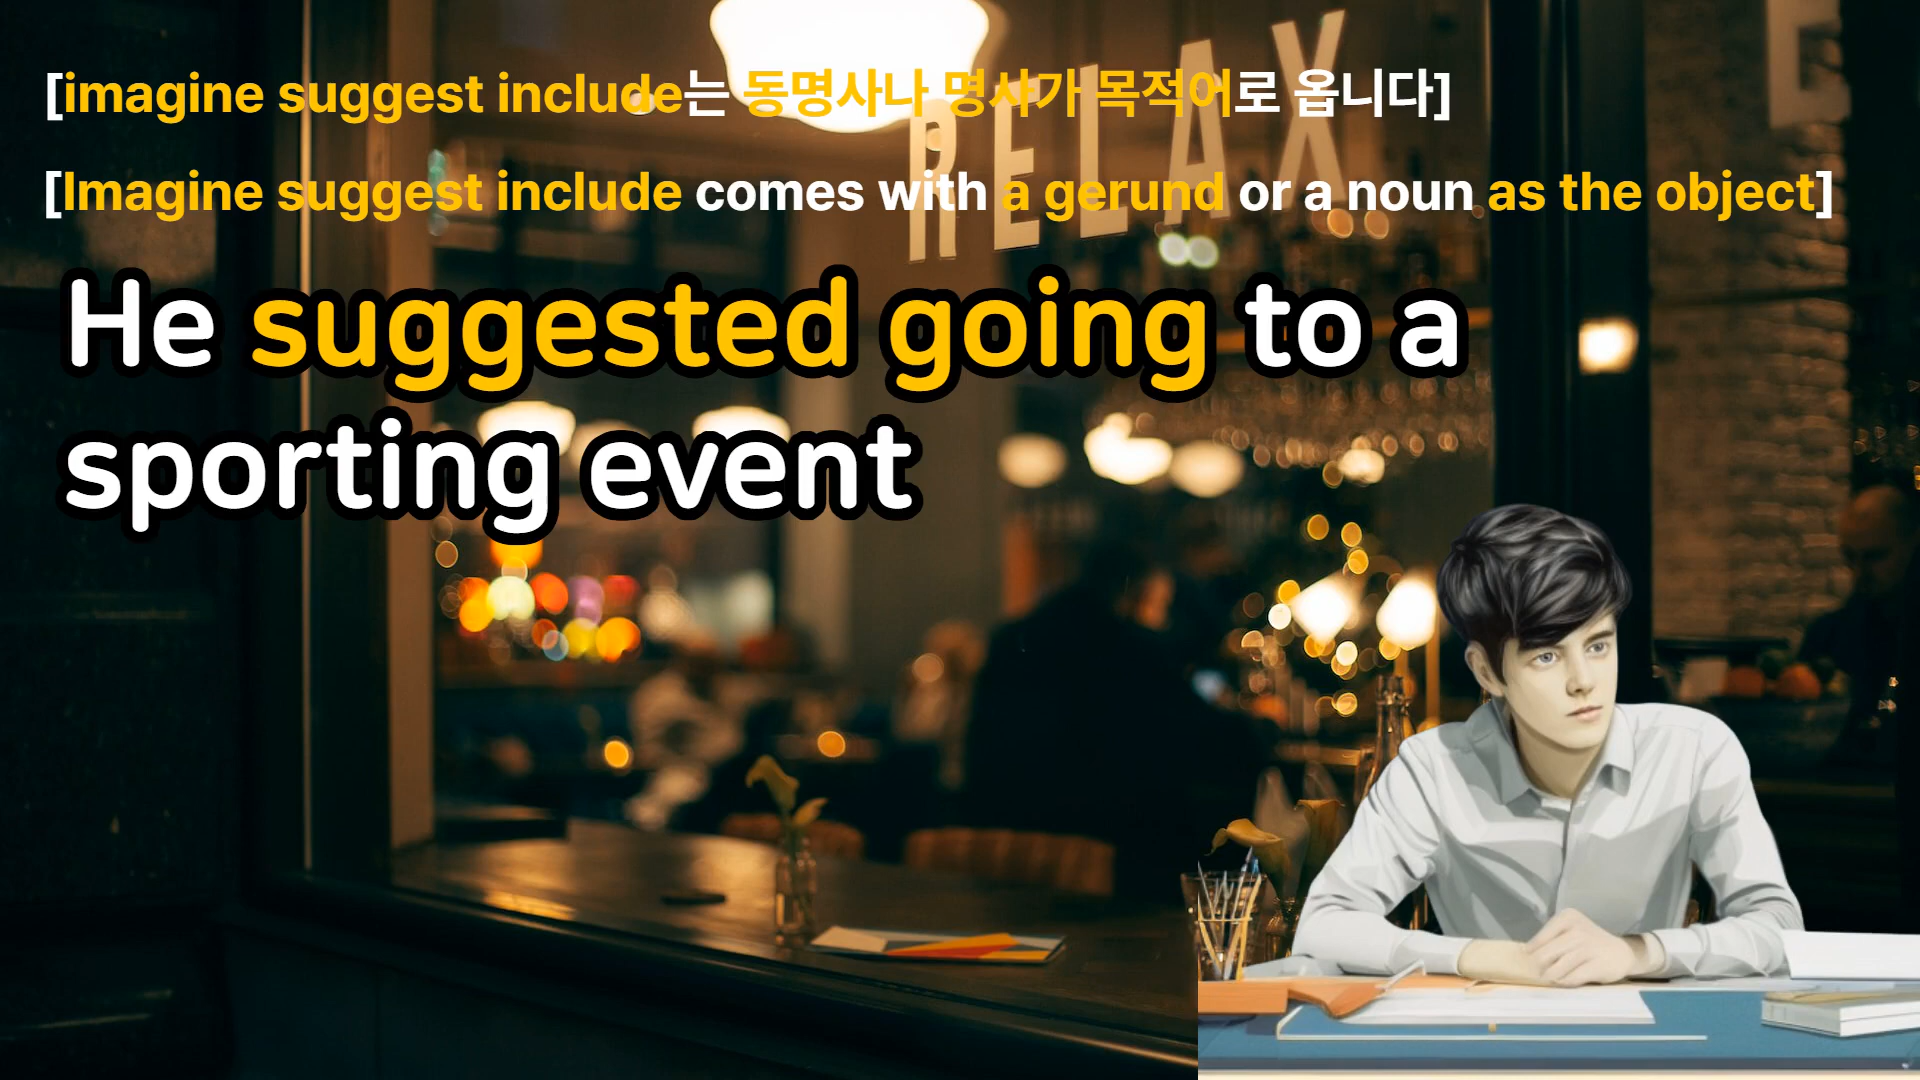 [imagine suggest include는 동명사나 명사가 목적어로 옵니다]
[Imagine suggest include comes with a gerund or a noun as the object]
RELAX
He suggested going to a
sporting event